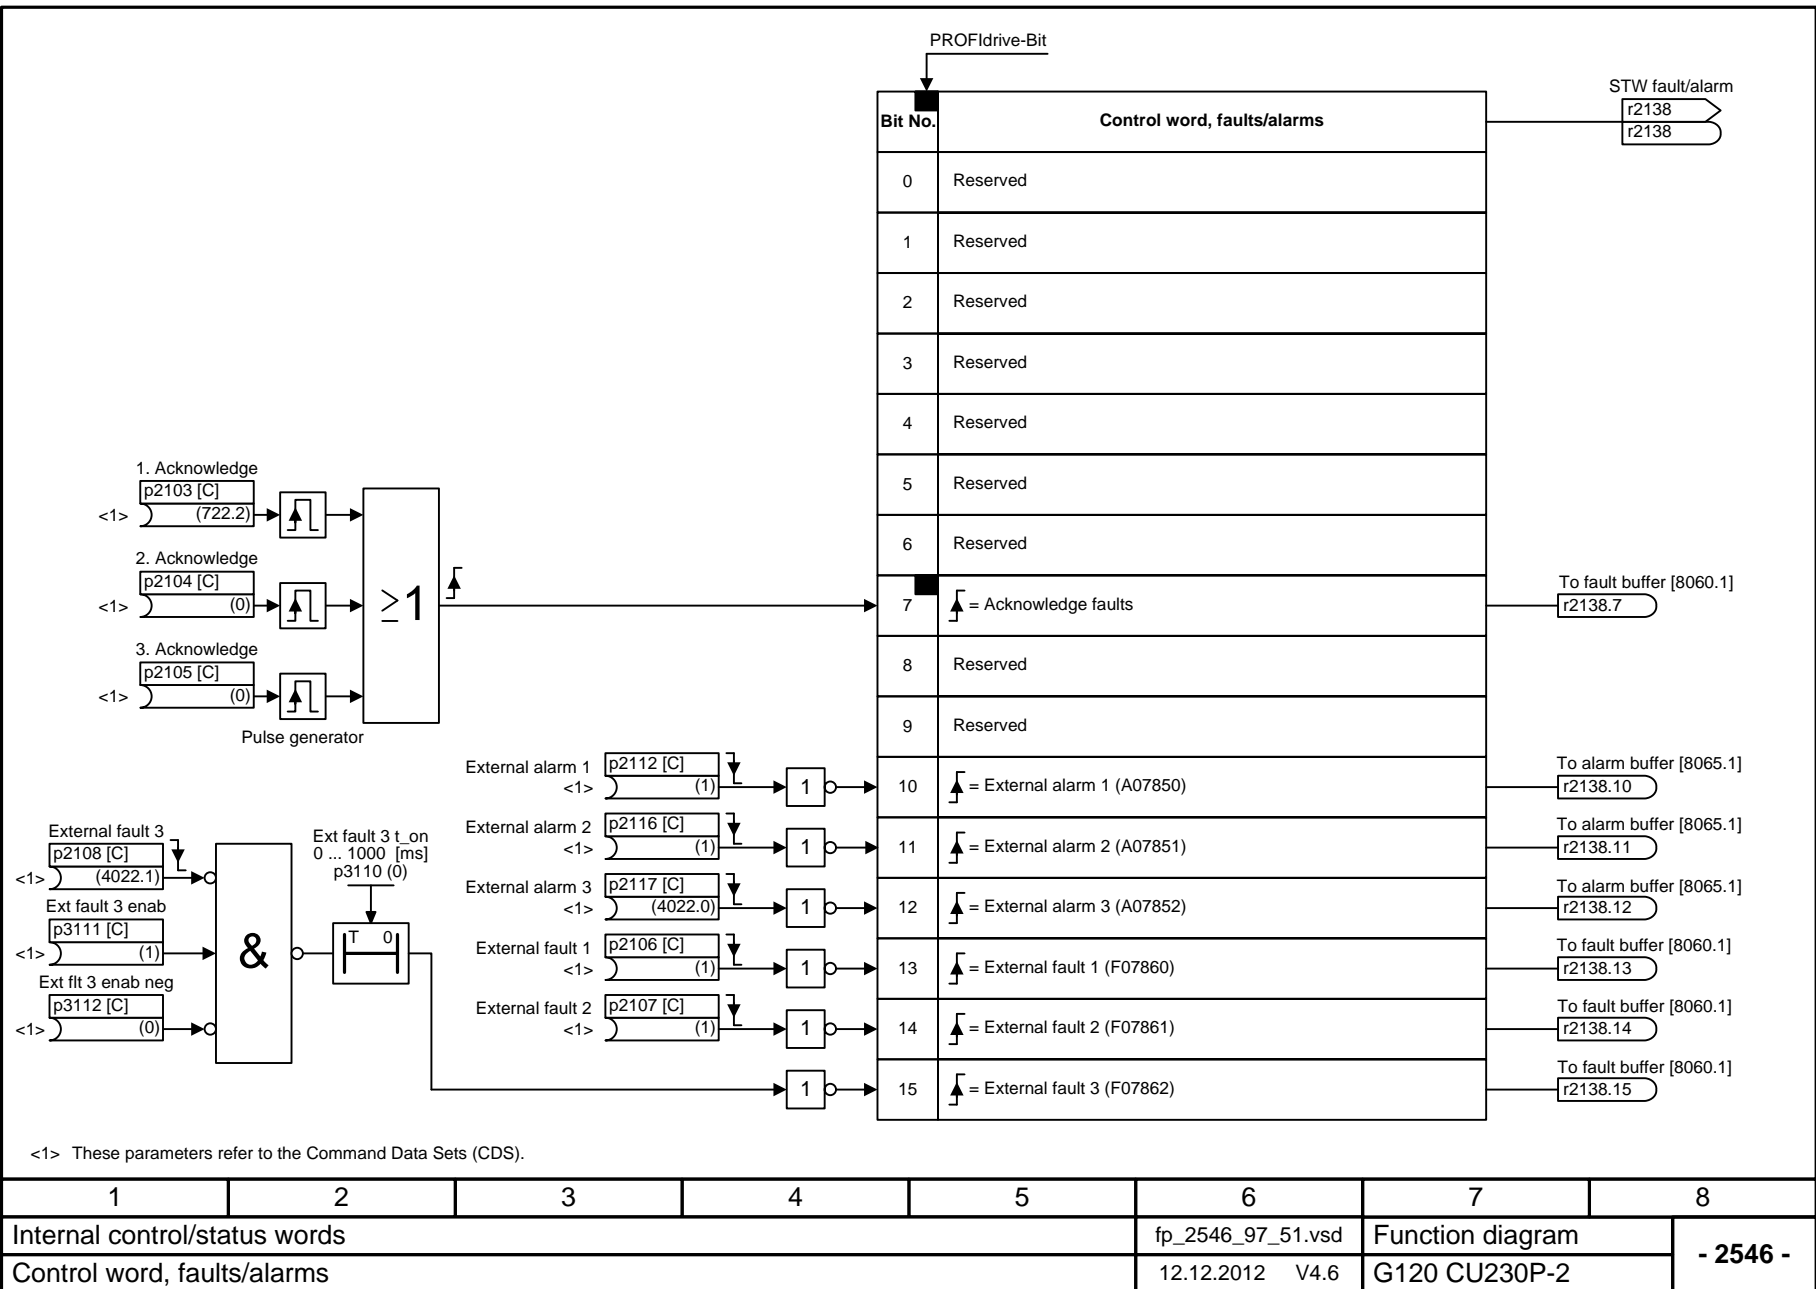 PROFIdrive-Bit
STW fault/alarm
r2138
r2138
Bit No.
Control word, faults/alarms
0 Reserved
1 Reserved
2 Reserved
3 Reserved
4 Reserved
5 Reserved
6 Reserved
1. Acknowledge
p2103 [C]
<1> (722.2)
2. Acknowledge
p2104 [C]
<1> (0)
3. Acknowledge
p2105 [C]
<1> (0)
Pulse generator
≥1
7 = Acknowledge faults
To fault buffer [8060.1]
r2138.7
8 Reserved
9 Reserved
External alarm 1 p2112 [C]
<1> (1) 1
10 = External alarm 1 (A07850)
To alarm buffer [8065.1]
r2138.10
External alarm 2 p2116 [C]
<1> (1) 1
11 = External alarm 2 (A07851)
To alarm buffer [8065.1]
r2138.11
External alarm 3 p2117 [C]
<1> (4022.0) 1
12 = External alarm 3 (A07852)
To alarm buffer [8065.1]
r2138.12
External fault 1 p2106 [C]
<1> (1) 1
13 = External fault 1 (F07860)
To fault buffer [8060.1]
r2138.13
External fault 2 p2107 [C]
<1> (1) 1
14 = External fault 2 (F07861)
To fault buffer [8060.1]
r2138.14
1
15 = External fault 3 (F07862)
To fault buffer [8060.1]
r2138.15
External fault 3
p2108 [C]
<1> (4022.1)
Ext fault 3 enab
p3111 [C]
<1> (1)
Ext flt 3 enab neg
p3112 [C]
<1> (0)
&
Ext fault 3 t_on
0 ... 1000 [ms]
p3110 (0)
T 0
<1> These parameters refer to the Command Data Sets (CDS).
1 2 3 4 5 6 7 8
Internal control/status words
fp_2546_97_51.vsd
Function diagram
- 2546 -
Control word, faults/alarms
12.12.2012 V4.6
G120 CU230P-2